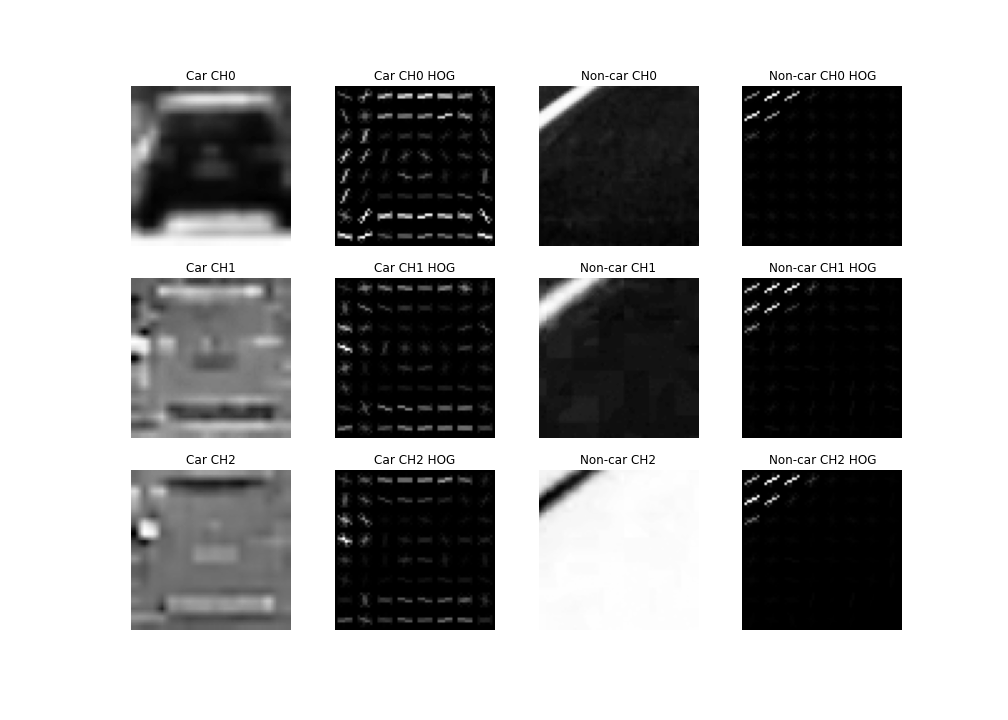 Car CH0
Car CH0 HOG
Non-car CH0
Non-car CH0 HOG
Car CH1
Car CH1 HOG
Non-car CH1
Non-car CH1 HOG
Car CH2
Car CH2 HOG
Non-car CH2
Non-car CH2 HOG